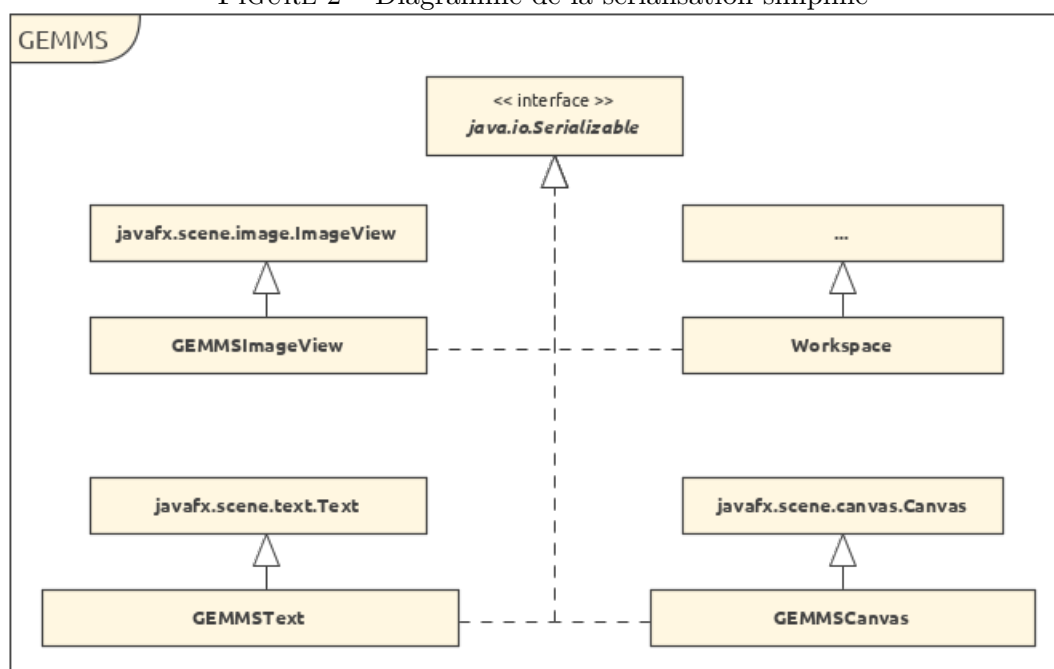 FIGURE 2 – Diagramme de la sérialisation simplifié
GEMMS
<< interface >>
java.io.Serializable
javafx.scene.image.ImageView
...
GEMMSImageView
Workspace
javafx.scene.text.Text
javafx.scene.canvas.Canvas
GEMMSText
GEMMSCanvas